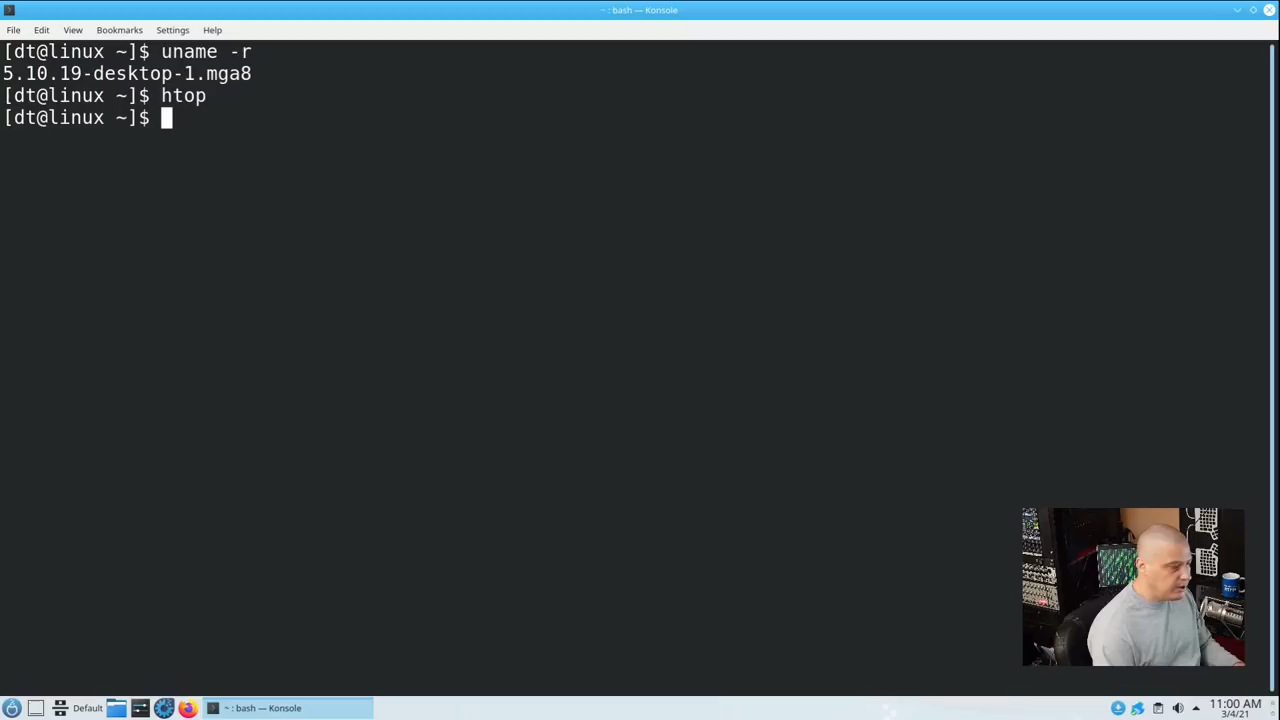 ~ : bash — Konsole
File Edit View Bookmarks Settings Help
[dt@linux ~]$ uname -r
5.10.19-desktop-1.mga8
[dt@linux ~]$ htop
[dt@linux ~]$
Default
~ : bash — Konsole
11:00 AM
3/4/21